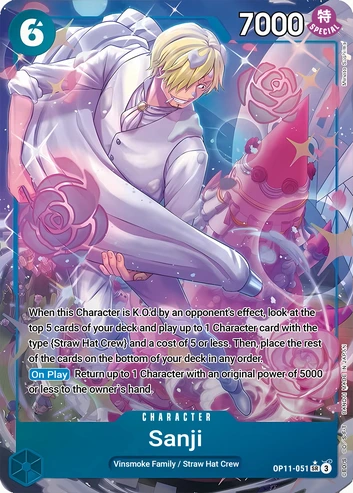 6
7000
特
SPECIAL
When this Character is K.O.'d by an opponent's effect, look at the
top 5 cards of your deck and play up to 1 Character card with the
type {Straw Hat Crew} and a cost of 5 or less. Then, place the rest
of the cards on the bottom of your deck in any order.
On Play Return up to 1 Character with an original power of 5000
or less to the owner's hand.
CHARACTER
Sanji
Vinsmoke Family / Straw Hat Crew
OP11-051 SR 3